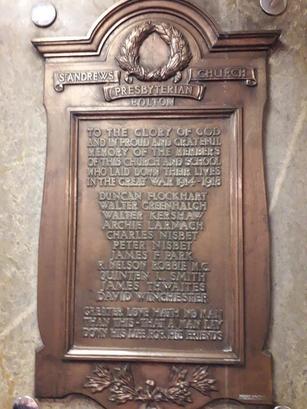 ST ANDREWS CHURCH
PRESBYTERIAN
BOLTON
TO THE GLORY OF GOD
AND IN PROUD AND GRATEFUL
MEMORY OF THE MEMBERS
OF THIS CHURCH AND SCHOOL
WHO LAID DOWN THEIR LIVES
IN THE GREAT WAR 1914-1918
DUNCAN FLOCKHART
WALTER GREENHALGH
WALTER KERSHAW
ARCHIE LARMACH
CHARLES NISBET
PETER NISBET
JAMES F. PARK
R. NELSON ROBBIE M.C.
QUINTEN L. SMITH
JAMES THWAITES
DAVID WINCHESTER
GREATER LOVE HATH NO MAN
THAN THIS - THAT A MAN LAY
DOWN HIS LIFE FOR HIS FRIENDS